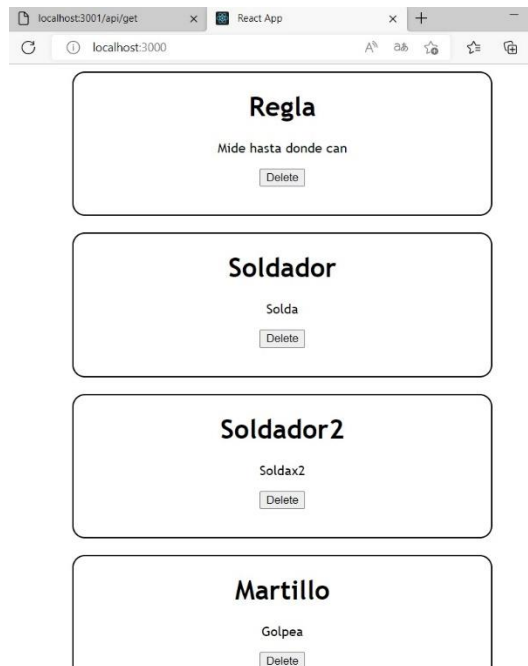 localhost:3001/api/get
React App
localhost:3000
Regla
Mide hasta donde can
Delete
Soldador
Solda
Delete
Soldador2
Soldax2
Delete
Martillo
Golpea
Delete